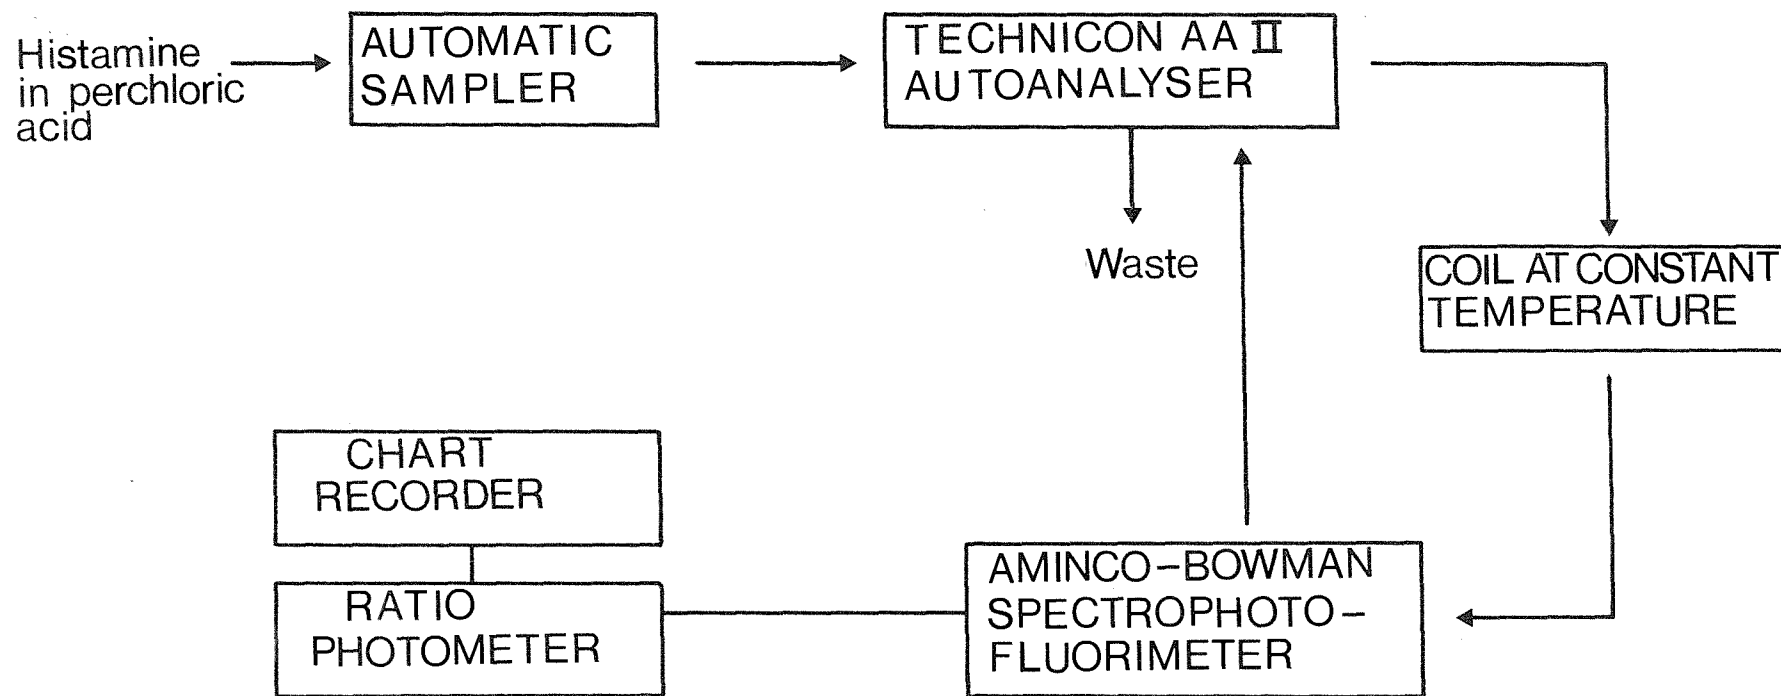 Histamine
in perchloric
acid
AUTOMATIC
SAMPLER
TECHNICON AA II
AUTOANALYSER
Waste
COIL AT CONSTANT
TEMPERATURE
CHART
RECORDER
RATIO
PHOTOMETER
AMINCO-BOWMAN
SPECTROPHOTO-
FLUORIMETER